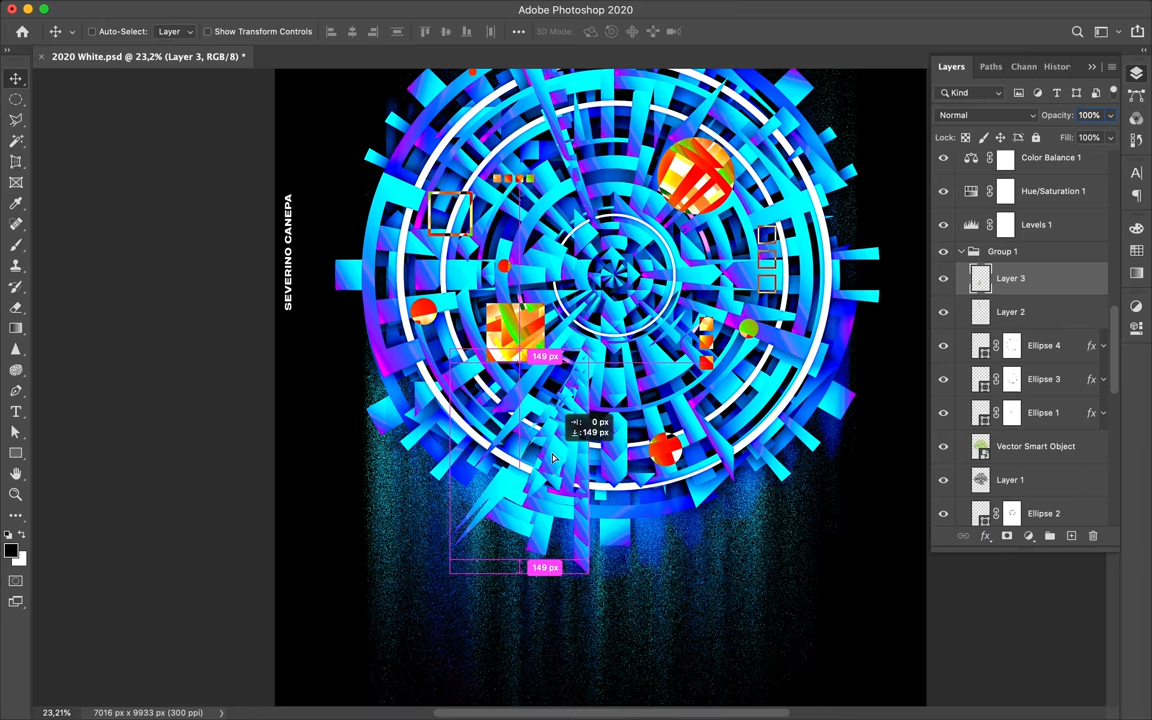 Adobe Photoshop 2020
Auto-Select:
Layer
Show Transform Controls
3D Mode:
2020 White.psd @ 23,2% (Layer 3, RGB/8) *
Layers
Paths
Chann
Histor
Kind
Normal
Opacity:
100%
Lock:
Fill:
100%
Color Balance 1
Hue/Saturation 1
Levels 1
Group 1
Layer 3
Layer 2
Ellipse 4
fx
Ellipse 3
fx
Ellipse 1
fx
Vector Smart Object
Layer 1
Ellipse 2
SEVERINO CANEPA
149 px
0 px
149 px
149 px
23,21%
7016 px x 9933 px (300 ppi)